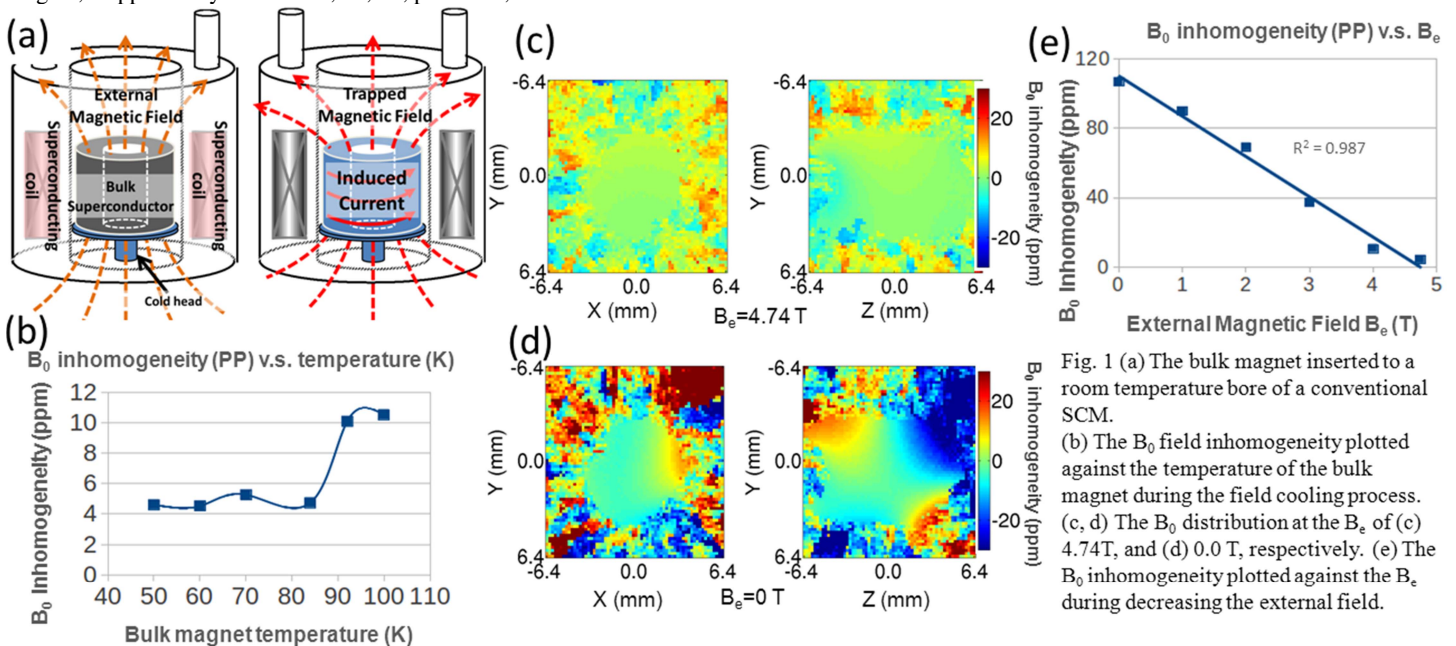 (a)
External
Magnetic Field
Superconducting
coil
Bulk
Superconductor
Superconducting
coil
Cold head
Trapped
Magnetic Field
Induced
Current
(b)
B₀ inhomogeneity (PP) v.s. temperature (K)
B₀ Inhomogeneity (ppm)
12
10
8
6
4
2
0
40 50 60 70 80 90 100 110
Bulk magnet temperature (K)
(c)
-6.4
Y (mm)
0.0
6.4
-6.4 0.0 6.4
X (mm)
Bₑ=4.74 T
-6.4
Y (mm)
0.0
6.4
-6.4 0.0 6.4
Z (mm)
20
0
-20
B₀ inhomogeneity (ppm)
(d)
-6.4
Y (mm)
0.0
6.4
-6.4 0.0 6.4
X (mm)
Bₑ=0 T
-6.4
Y (mm)
0.0
6.4
-6.4 0.0 6.4
Z (mm)
20
0
-20
B₀ inhomogeneity (ppm)
(e)
B₀ inhomogeneity (PP) v.s. Bₑ
B₀ inhomogeneity (ppm)
120
80
40
0
R² = 0.987
0 1 2 3 4 5
External Magnetic Field Bₑ (T)
Fig. 1 (a) The bulk magnet inserted to a
room temperature bore of a conventional
SCM.
(b) The B₀ field inhomogeneity plotted
against the temperature of the bulk
magnet during the field cooling process.
(c, d) The B₀ distribution at the Bₑ of (c)
4.74T, and (d) 0.0 T, respectively. (e) The
B₀ inhomogeneity plotted against the Bₑ
during decreasing the external field.